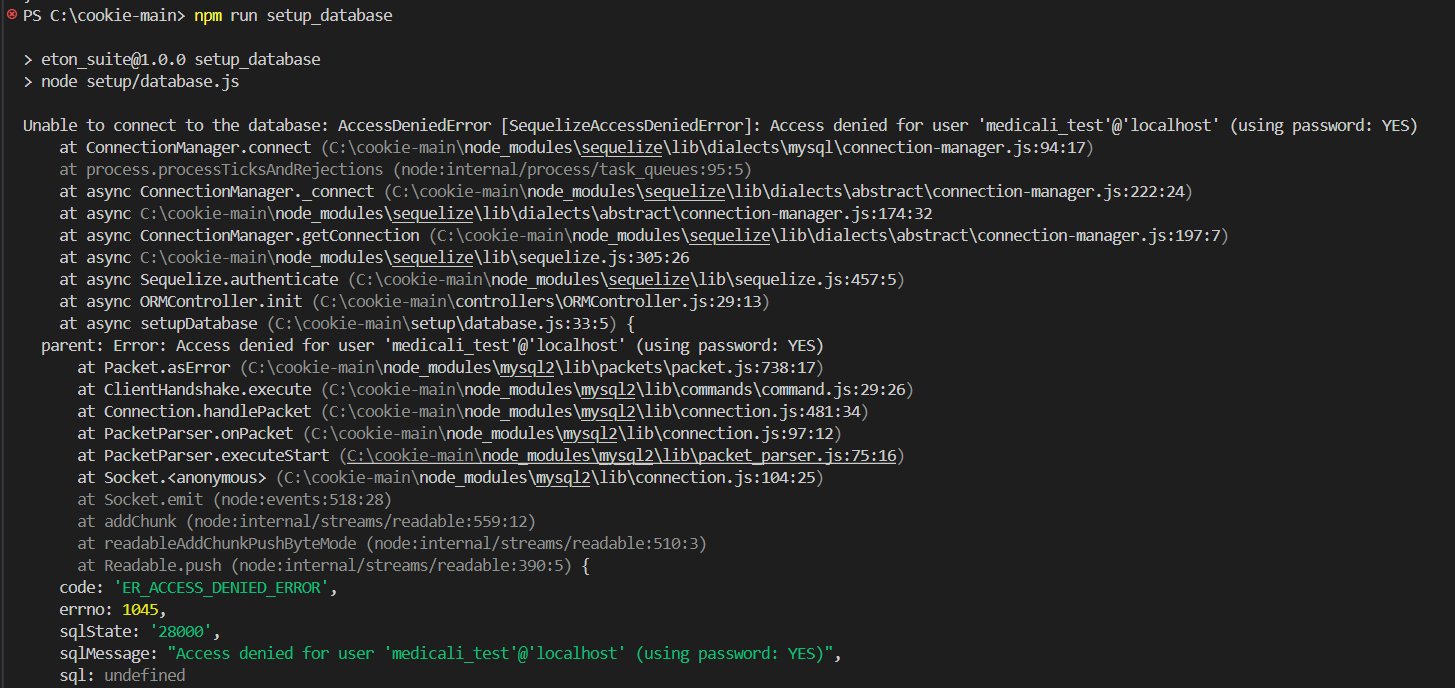 PS C:\cookie-main> npm run setup_database
> eton_suite@1.0.0 setup_database
> node setup/database.js
Unable to connect to the database: AccessDeniedError [SequelizeAccessDeniedError]: Access denied for user 'medicali_test'@'localhost' (using password: YES)
at ConnectionManager.connect (C:\cookie-main\node_modules\sequelize\lib\dialects\mysql\connection-manager.js:94:17)
at process.processTicksAndRejections (node:internal/process/task_queues:95:5)
at async ConnectionManager._connect (C:\cookie-main\node_modules\sequelize\lib\dialects\abstract\connection-manager.js:222:24)
at async C:\cookie-main\node_modules\sequelize\lib\dialects\abstract\connection-manager.js:174:32
at async ConnectionManager.getConnection (C:\cookie-main\node_modules\sequelize\lib\dialects\abstract\connection-manager.js:197:7)
at async C:\cookie-main\node_modules\sequelize\lib\sequelize.js:305:26
at async Sequelize.authenticate (C:\cookie-main\node_modules\sequelize\lib\sequelize.js:457:5)
at async ORMController.init (C:\cookie-main\controllers\ORMController.js:29:13)
at async setupDatabase (C:\cookie-main\setup\database.js:33:5) {
parent: Error: Access denied for user 'medicali_test'@'localhost' (using password: YES)
at Packet.asError (C:\cookie-main\node_modules\mysql2\lib\packets\packet.js:738:17)
at ClientHandshake.execute (C:\cookie-main\node_modules\mysql2\lib\commands\command.js:29:26)
at Connection.handlePacket (C:\cookie-main\node_modules\mysql2\lib\connection.js:481:34)
at PacketParser.onPacket (C:\cookie-main\node_modules\mysql2\lib\connection.js:97:12)
at PacketParser.executeStart (C:\cookie-main\node_modules\mysql2\lib\packet_parser.js:75:16)
at Socket.<anonymous> (C:\cookie-main\node_modules\mysql2\lib\connection.js:104:25)
at Socket.emit (node:events:518:28)
at addChunk (node:internal/streams/readable:559:12)
at readableAddChunkPushByteMode (node:internal/streams/readable:510:3)
at Readable.push (node:internal/streams/readable:390:5) {
code: 'ER_ACCESS_DENIED_ERROR',
errno: 1045,
sqlState: '28000',
sqlMessage: "Access denied for user 'medicali_test'@'localhost' (using password: YES)",
sql: undefined